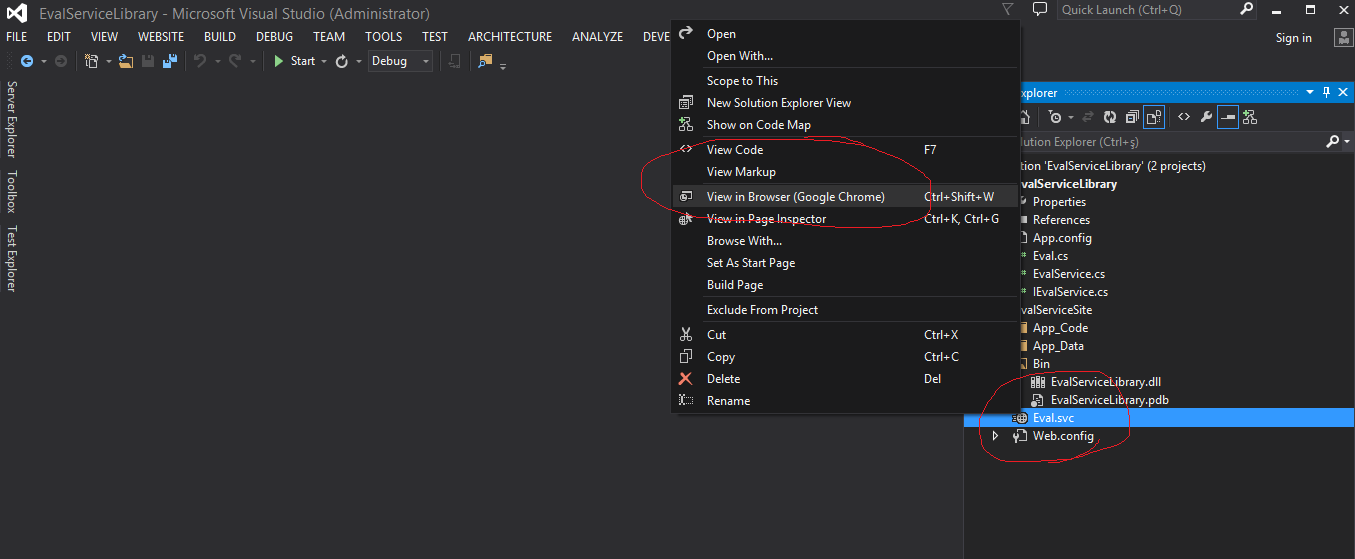 EvalServiceLibrary - Microsoft Visual Studio (Administrator)
Quick Launch (Ctrl+Q)
FILE EDIT VIEW WEBSITE BUILD DEBUG TEAM TOOLS TEST ARCHITECTURE ANALYZE DEVE
Sign in
Start Debug
Server Explorer
Toolbox
Test Explorer
Open
Open With...
Scope to This
New Solution Explorer View
Show on Code Map
View Code F7
View Markup
View in Browser (Google Chrome) Ctrl+Shift+W
View in Page Inspector Ctrl+K, Ctrl+G
Browse With...
Set As Start Page
Build Page
Exclude From Project
Cut Ctrl+X
Copy Ctrl+C
Delete Del
Rename
xplorer
lution Explorer (Ctrl+ş)
tion 'EvalServiceLibrary' (2 projects)
valServiceLibrary
Properties
References
App.config
Eval.cs
EvalService.cs
IEvalService.cs
valServiceSite
App_Code
App_Data
Bin
EvalServiceLibrary.dll
EvalServiceLibrary.pdb
Eval.svc
Web.config